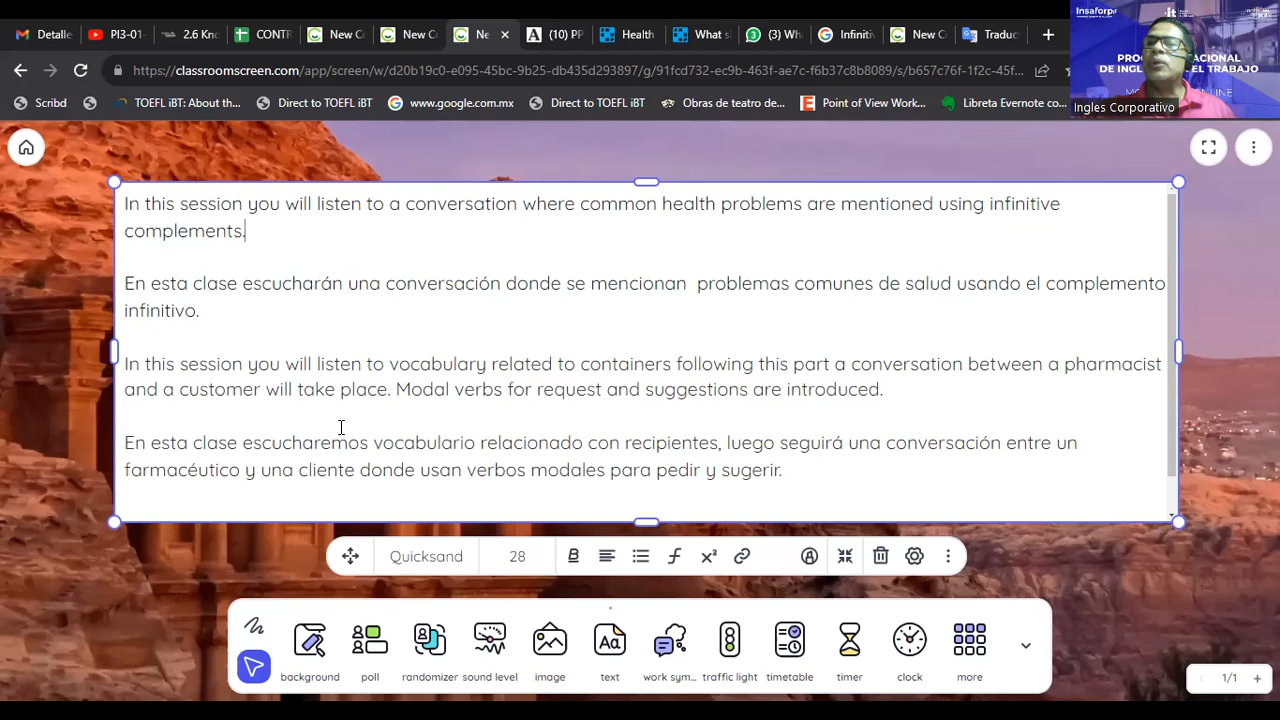 Detalle
PI3-01-
2.6 Knc
CONTR
New Co
New Co
Ne
(10) PP
Health
What s
(3) Wh
Infiniti
New Co
Traduc
https://classroomscreen.com/app/screen/w/d20b19c0-e095-45bc-9b25-db435d293897/g/91fcd732-ec9b-463f-ae7c-f6b37c8b8089/s/b657c76f-1f2c-45f...
Scribd
TOEFL iBT: About th...
Direct to TOEFL iBT
www.google.com.mx
Direct to TOEFL iBT
Obras de teatro de...
Point of View Work...
Libreta Evernote co...
Insaforp
Ingles Corporativo
In this session you will listen to a conversation where common health problems are mentioned using infinitive
complements.
En esta clase escucharán una conversación donde se mencionan problemas comunes de salud usando el complemento
infinitivo.
In this session you will listen to vocabulary related to containers following this part a conversation between a pharmacist
and a customer will take place. Modal verbs for request and suggestions are introduced.
En esta clase escucharemos vocabulario relacionado con recipientes, luego seguirá una conversación entre un
farmacéutico y una cliente donde usan verbos modales para pedir y sugerir.
Quicksand
28
background
poll
randomizer
sound level
image
text
work sym...
traffic light
timetable
timer
clock
more
1/1